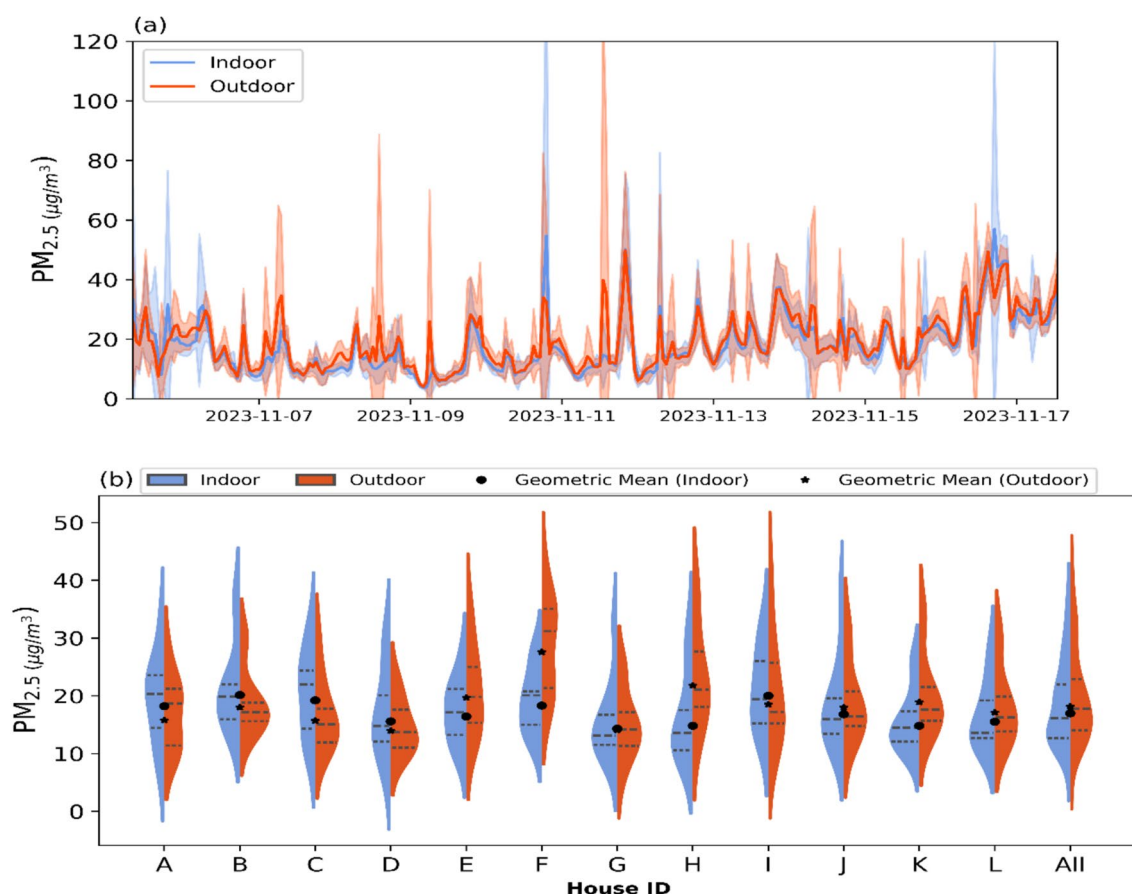 (a)
120
100
80
60
40
20
0
PM2.5 (μg/m3)
Indoor
Outdoor
2023-11-07 2023-11-09 2023-11-11 2023-11-13 2023-11-15 2023-11-17
(b)
Indoor Outdoor Geometric Mean (Indoor) Geometric Mean (Outdoor)
50
40
30
20
10
0
PM2.5 (μg/m3)
A B C D E F G H I J K L All
House ID